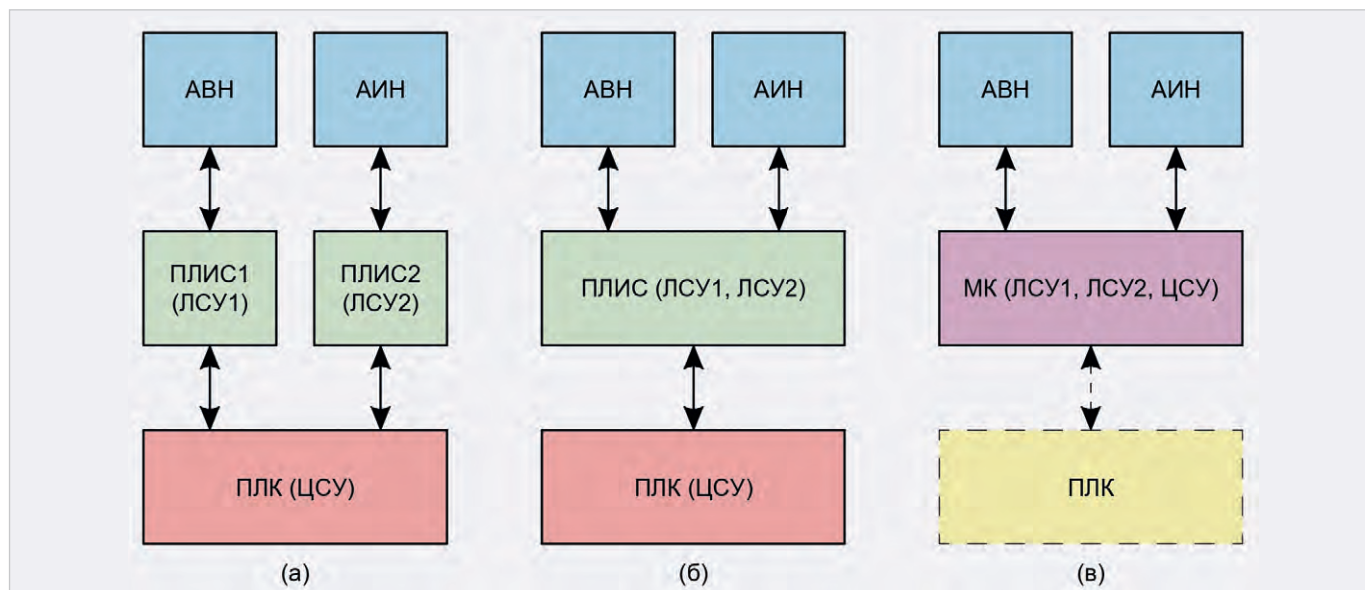 АВН
АИН
ПЛИС1
(ЛСУ1)
ПЛИС2
(ЛСУ2)
ПЛК (ЦСУ)
(а)
АВН
АИН
ПЛИС (ЛСУ1, ЛСУ2)
ПЛК (ЦСУ)
(б)
АВН
АИН
МК (ЛСУ1, ЛСУ2, ЦСУ)
ПЛК
(в)